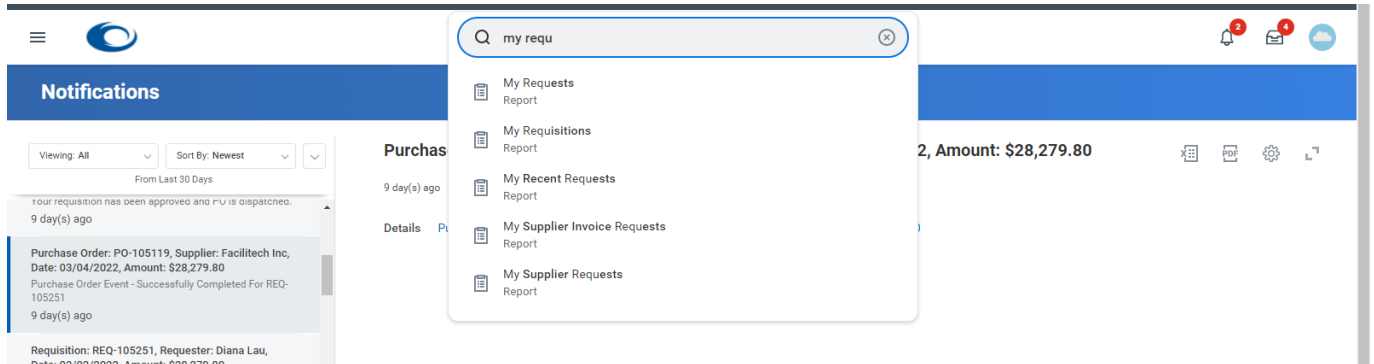 my requ
2
4
Notifications
My Requests
Report
My Requisitions
Report
My Recent Requests
Report
My Supplier Invoice Requests
Report
My Supplier Requests
Report
Viewing: All
Sort By: Newest
From Last 30 Days
Your requisition has been approved and PO is dispatched.
9 day(s) ago
Purchase Order: PO-105119, Supplier: Facilitech Inc,
Date: 03/04/2022, Amount: $28,279.80
Purchase Order Event - Successfully Completed For REQ-
105251
9 day(s) ago
Requisition: REQ-105251, Requester: Diana Lau,
Purchas
2, Amount: $28,279.80
PDF
9 day(s) ago
Details